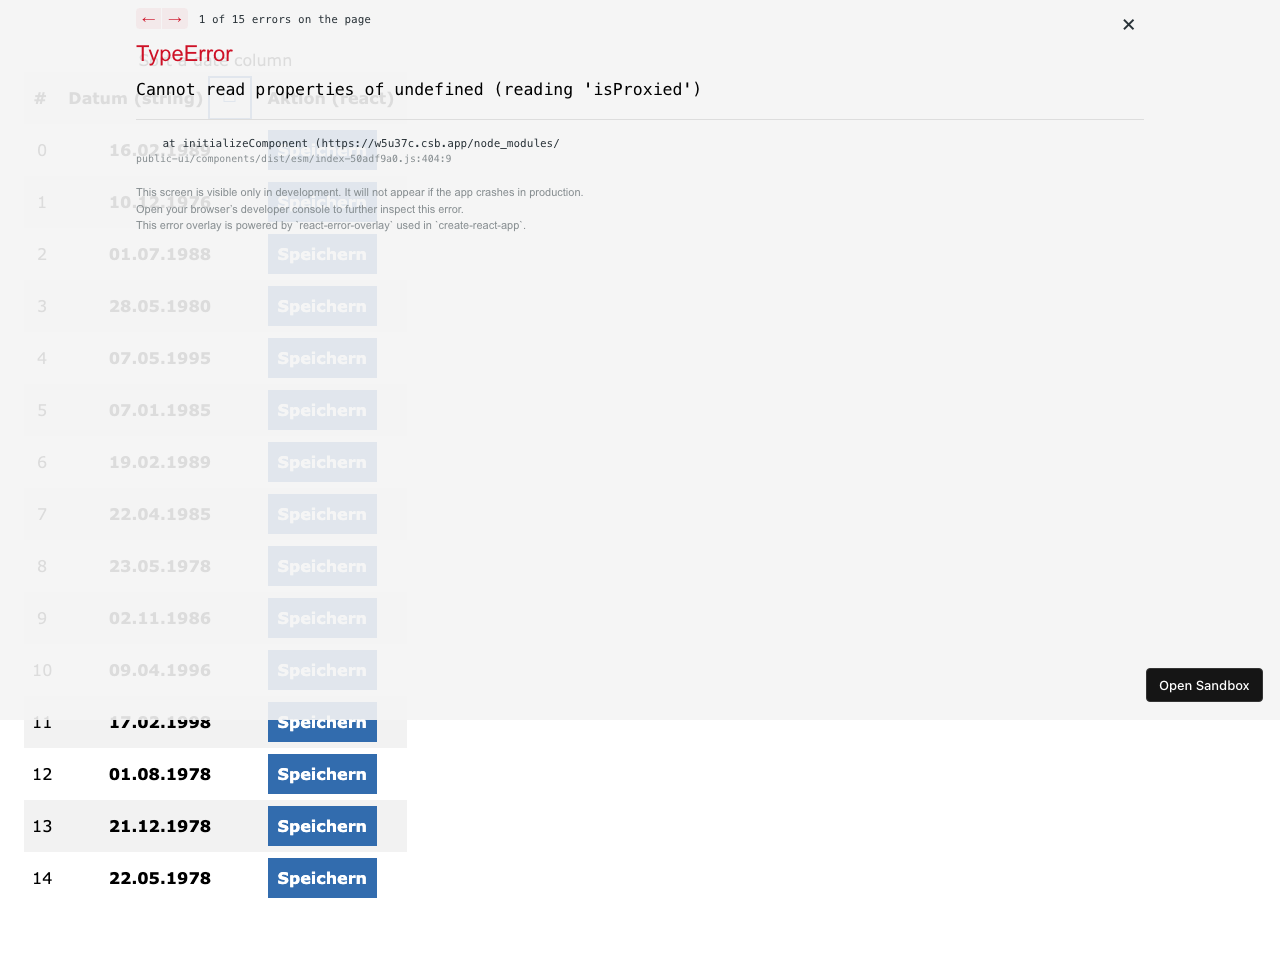 ← → 1 of 15 errors on the page
TypeError
Cannot read properties of undefined (reading 'isProxied')
at initializeComponent (https://w5u37c.csb.app/node_modules/
public-ui/components/dist/esm/index-50adf9a0.js:404:9
This screen is visible only in development. It will not appear if the app crashes in production.
Open your browser's developer console to further inspect this error.
This error overlay is powered by `react-error-overlay` used in `create-react-app`.
date column
# Datum (string) Aktion (react)
0 16.02.1989 Speichern
1 10.12.1976 Speichern
2 01.07.1988 Speichern
3 28.05.1980 Speichern
4 07.05.1995 Speichern
5 07.01.1985 Speichern
6 19.02.1989 Speichern
7 22.04.1985 Speichern
8 23.05.1978 Speichern
9 02.11.1986 Speichern
10 09.04.1996 Speichern
11 17.02.1998 Speichern
12 01.08.1978 Speichern
13 21.12.1978 Speichern
14 22.05.1978 Speichern
Open Sandbox